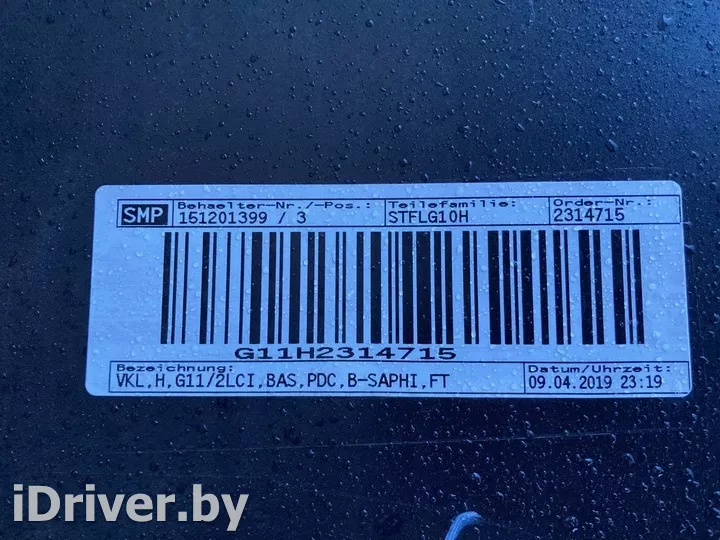 SMP
Behaelter-Nr./-Pos.: Teilefamilie: Order-Nr.:
151201399 / 3 STFLG10H 2314715
G11H2314715
Bezeichnung: Datum/Uhrzeit:
VKL,H,G11/2LCI,BAS,PDC,B-SAPHI,FT 09.04.2019 23:19
iDriver.by